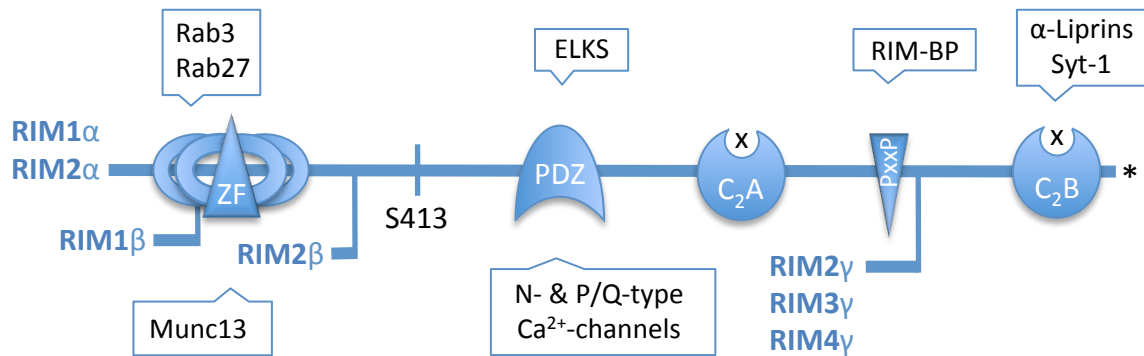 Rab3
Rab27
ELKS
RIM-BP
α-Liprins
Syt-1
RIM1α
RIM2α
ZF
S413
PDZ
x
C₂A
PxxP
x
C₂B
*
RIM1β
RIM2β
RIM2γ
RIM3γ
RIM4γ
Munc13
N- & P/Q-type
Ca²⁺-channels